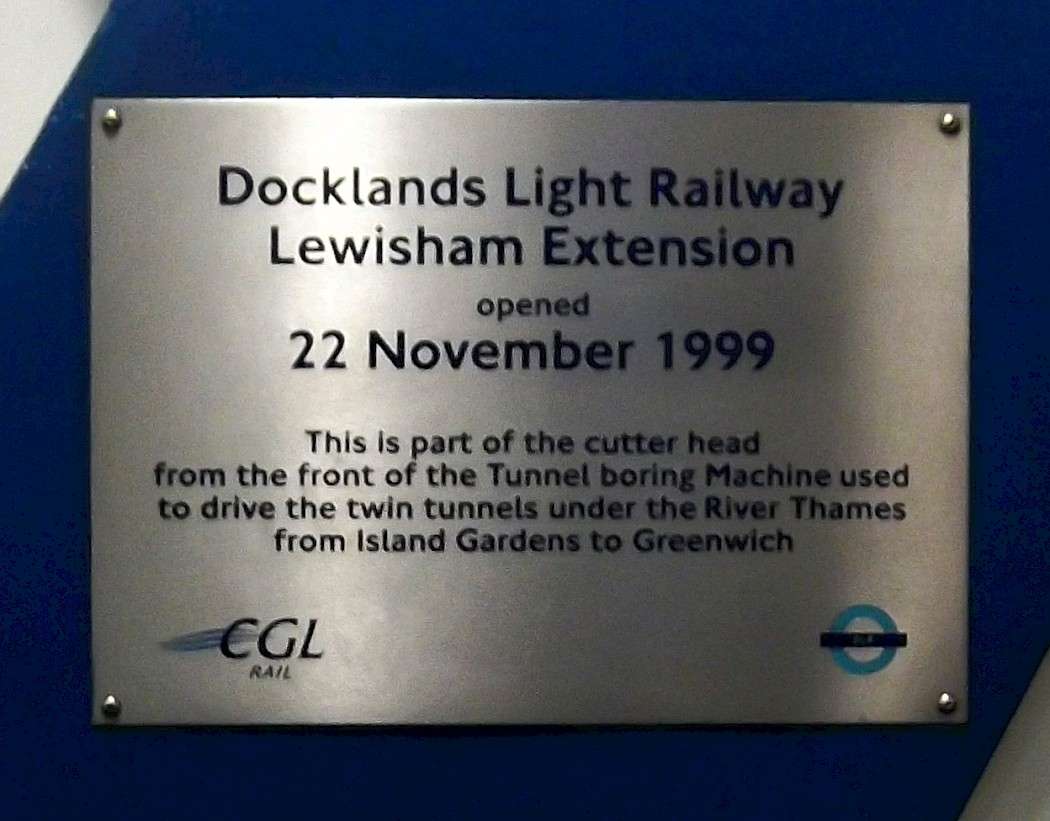 Docklands Light Railway
Lewisham Extension
opened
22 November 1999
This is part of the cutter head
from the front of the Tunnel boring Machine used
to drive the twin tunnels under the River Thames
from Island Gardens to Greenwich
CGL
RAIL
DLR